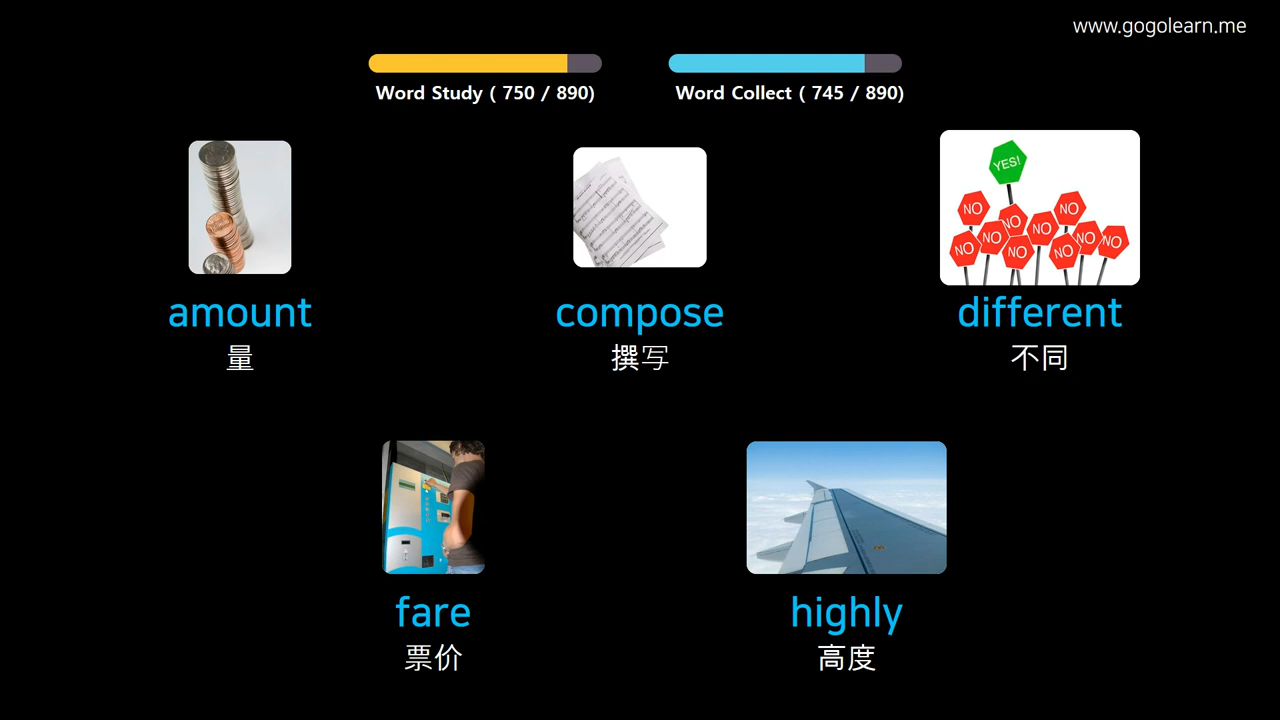 www.gogolearn.me
Word Study ( 750 / 890)
Word Collect ( 745 / 890)
YES!
NO
NO
NO
NO
NO
NO
NO
NO
NO
NO
amount
量
compose
撰写
different
不同
fare
票价
highly
高度